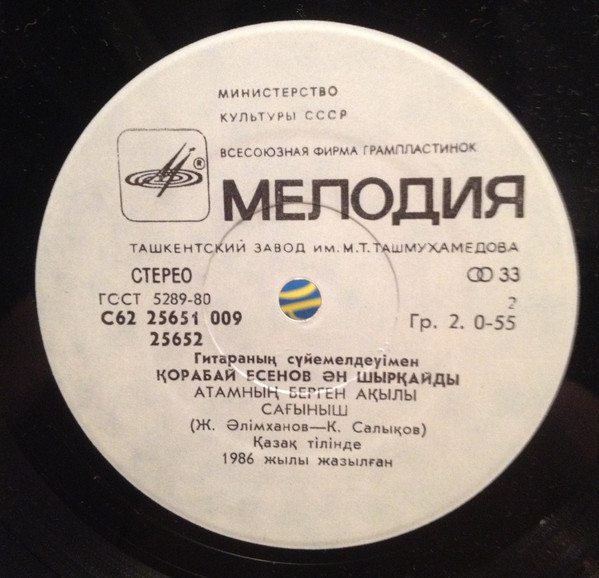 МИНИСТЕРСТВО
КУЛЬТУРЫ СССР
ВСЕСОЮЗНАЯ ФИРМА ГРАМПЛАСТИНОК
®
МЕЛОДИЯ
ТАШКЕНТСКИЙ ЗАВОД ИМ. М.Т. ТАШМУХАМЕДОВА
СТЕРЕО 33
ГОСТ 5289-80 2
С62 25651 009 Гр. 2. 0-55
25652
Гитараның сүйемелдеуімен
ҚОРАБАЙ ЕСЕНОВ ӘН ШЫРҚАЙДЫ
АТАМНЫҢ БЕРГЕН АҚЫЛЫ
САҒЫНЫШ
(Ж. Әлімханов—К. Салықов)
Қазақ тілінде
1986 жылы жазылған